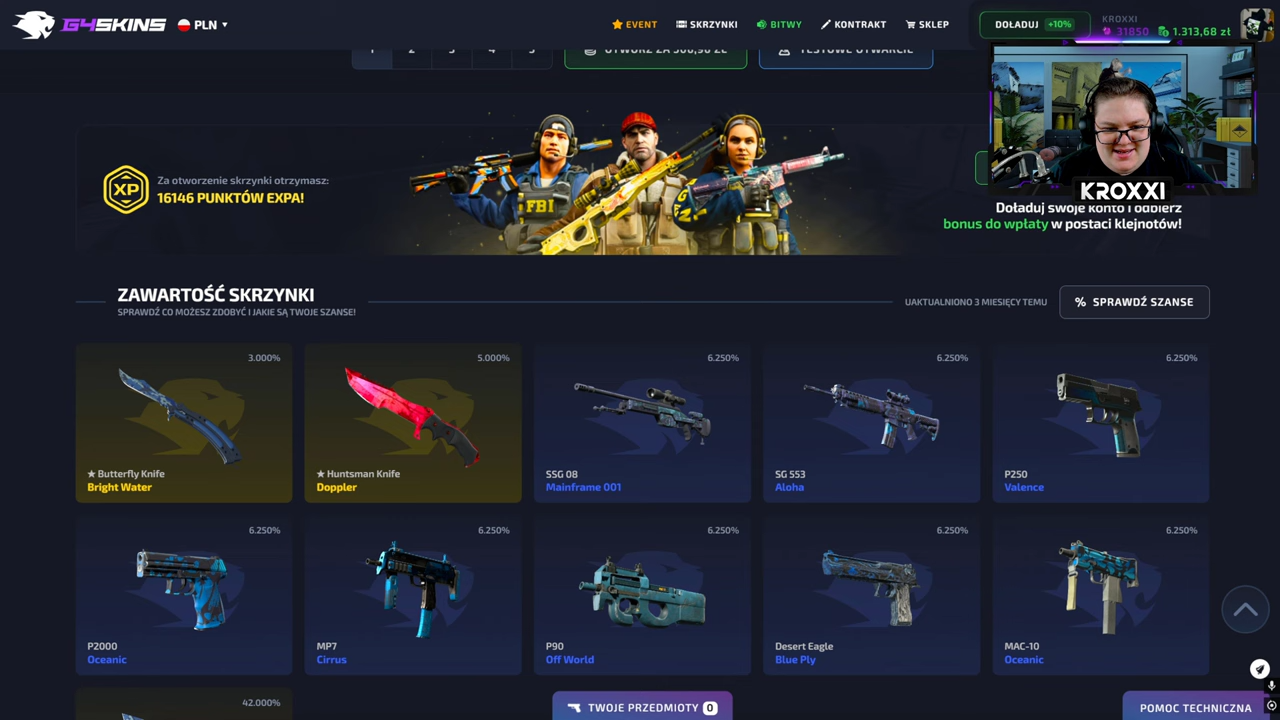 G4SKINS
PLN
EVENT
SKRZYNKI
BITWY
KONTRAKT
SKLEP
DOŁADUJ +10%
KROXXI
31850
1.313,68 zł
1 2 3 4 5
TESTOWE OTWARCIE
KROXXI
XP
Za otworzenie skrzynki otrzymasz:
16146 PUNKTÓW EXPA!
FBI
Doładuj swoje konto i odbierz
bonus do wpłaty w postaci klejnotów!
ZAWARTOŚĆ SKRZYNKI
SPRAWDŹ CO MOŻESZ ZDOBYĆ I JAKIE SĄ TWOJE SZANSE!
UAKTUALNIONO 3 MIESIĘCY TEMU
% SPRAWDŹ SZANSE
3.000%
★ Butterfly Knife
Bright Water
5.000%
★ Huntsman Knife
Doppler
6.250%
SSG 08
Mainframe 001
6.250%
SG 553
Aloha
6.250%
P250
Valence
6.250%
P2000
Oceanic
6.250%
MP7
Cirrus
6.250%
P90
Off World
6.250%
Desert Eagle
Blue Ply
6.250%
MAC-10
Oceanic
42.000%
TWOJE PRZEDMIOTY 0
POMOC TECHNICZNA